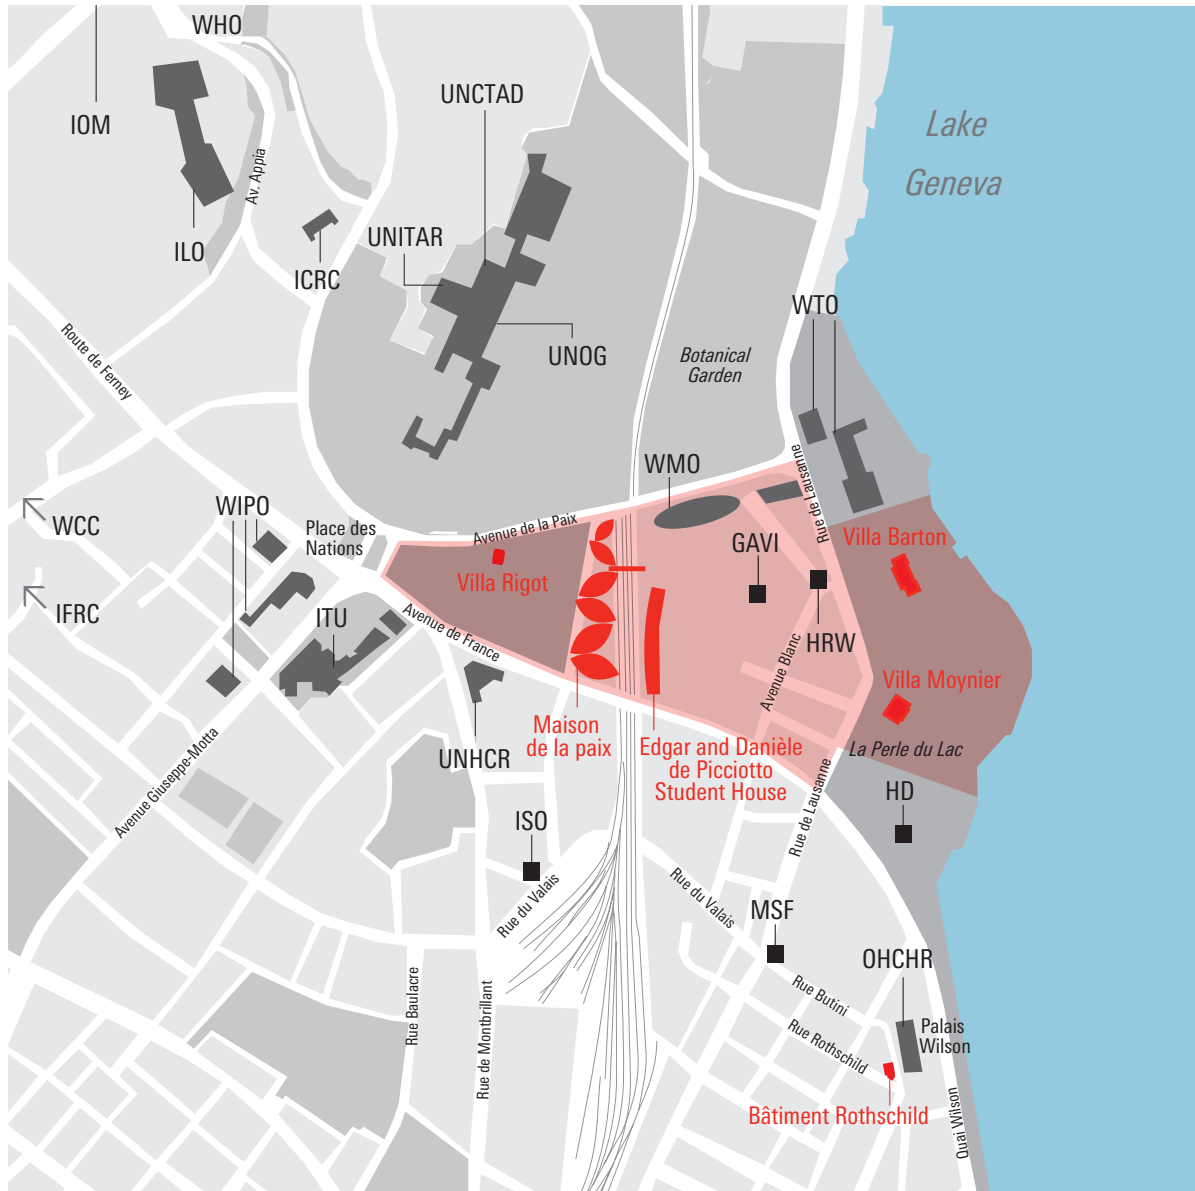 WHO
IOM
UNCTAD
Lake
Geneva
Av. Appia
ILO
ICRC
UNITAR
UNOG
WTO
Botanical
Garden
Route de Ferney
WMO
Rue de Lausanne
WIPO
WCC
Place des
Nations
Avenue de la Paix
GAVI
Villa Barton
Villa Rigot
IFRC
ITU
Avenue de France
HRW
Avenue Blanc
Villa Moynier
Maison
de la paix
Edgar and Danièle
de Picciotto
Student House
La Perle du Lac
UNHCR
Avenue Giuseppe-Motta
HD
ISO
Rue de Lausanne
Rue du Valais
Rue du Valais
MSF
OHCHR
Rue Baulacre
Rue de Montbrillant
Rue Butini
Rue Rothschild
Palais
Wilson
Bâtiment Rothschild
Quai Wilson